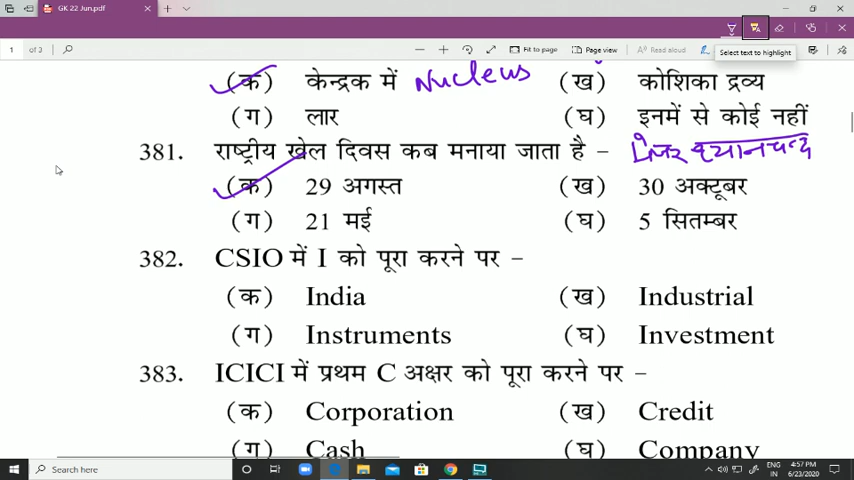 GK 22 Jun.pdf
1 of 3
Fit to page
Page view
Read aloud
Select text to highlight
(क) केन्द्रक में Nucleus (ख) कोशिका द्रव्य
(ग) लार (घ) इनमें से कोई नहीं
381. राष्ट्रीय खेल दिवस कब मनाया जाता है – मेजर ध्यानचन्द
(क) 29 अगस्त (ख) 30 अक्टूबर
(ग) 21 मई (घ) 5 सितम्बर
382. CSIO में I को पूरा करने पर –
(क) India (ख) Industrial
(ग) Instruments (घ) Investment
383. ICICI में प्रथम C अक्षर को पूरा करने पर –
(क) Corporation (ख) Credit
(ग) Cash (घ) Company
Search here
ENG
IN
4:57 PM
6/23/2020